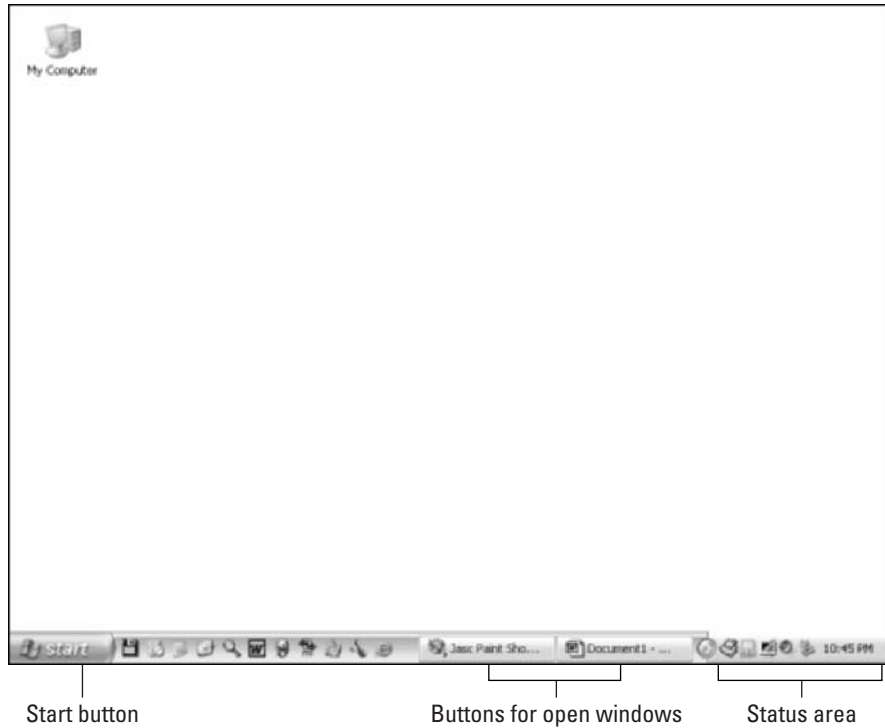 My Computer
start
W
Jasc Paint Sho...
Document1 - ...
10:45 PM
Start button
Buttons for open windows
Status area